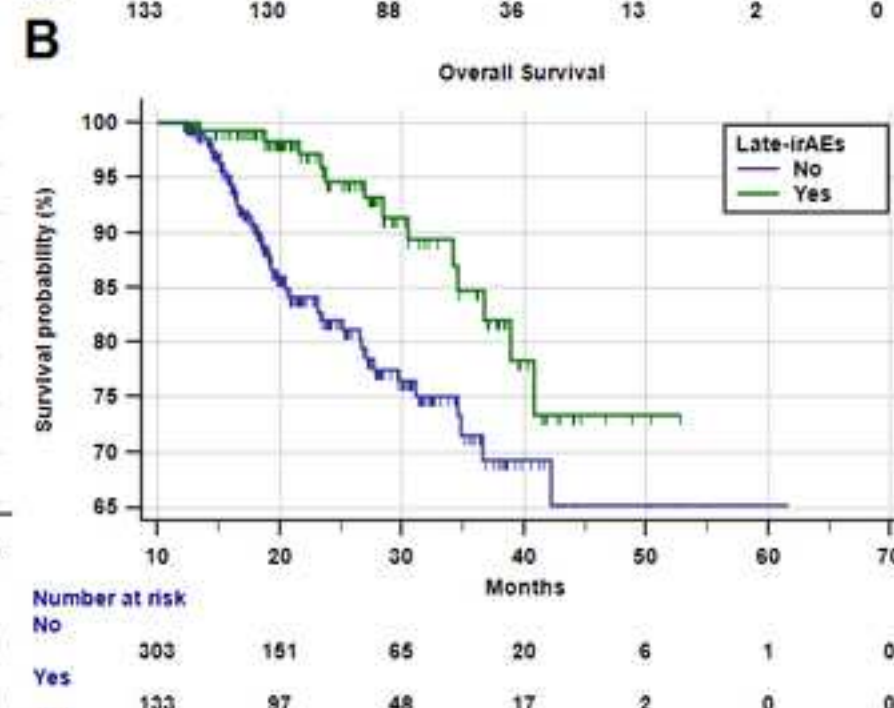 133 130 88 36 13 2 0
B
Overall Survival
Late-irAEs
No
Yes
Survival probability (%)
100
95
90
85
80
75
70
65
10 20 30 40 50 60 70
Months
Number at risk
No
303 151 65 20 6 1 0
Yes
133 97 48 17 2 0 0